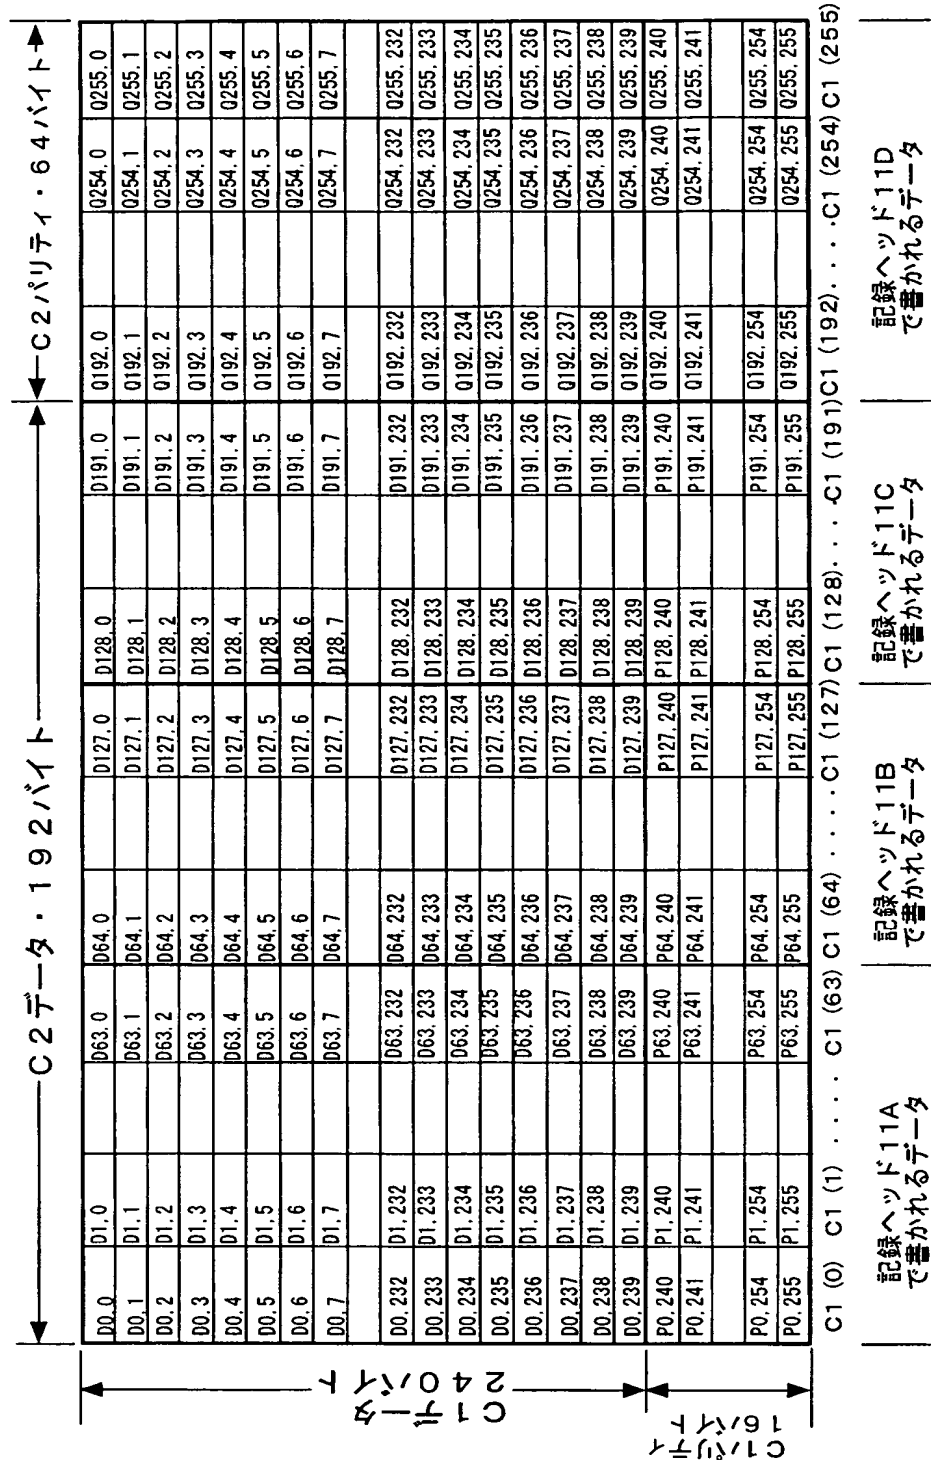 C2データ・192バイト C2パリティ・64バイト
C1データ
240バイト
C1パリティ
16バイト
D0,0 D1,0 D63,0 D64,0 D127,0 D128,0 D191,0 Q192,0 Q254,0 Q255,0
D0,1 D1,1 D63,1 D64,1 D127,1 D128,1 D191,1 Q192,1 Q254,1 Q255,1
D0,2 D1,2 D63,2 D64,2 D127,2 D128,2 D191,2 Q192,2 Q254,2 Q255,2
D0,3 D1,3 D63,3 D64,3 D127,3 D128,3 D191,3 Q192,3 Q254,3 Q255,3
D0,4 D1,4 D63,4 D64,4 D127,4 D128,4 D191,4 Q192,4 Q254,4 Q255,4
D0,5 D1,5 D63,5 D64,5 D127,5 D128,5 D191,5 Q192,5 Q254,5 Q255,5
D0,6 D1,6 D63,6 D64,6 D127,6 D128,6 D191,6 Q192,6 Q254,6 Q255,6
D0,7 D1,7 D63,7 D64,7 D127,7 D128,7 D191,7 Q192,7 Q254,7 Q255,7
D0,232 D1,232 D63,232 D64,232 D127,232 D128,232 D191,232 Q192,232 Q254,232 Q255,232
D0,233 D1,233 D63,233 D64,233 D127,233 D128,233 D191,233 Q192,233 Q254,233 Q255,233
D0,234 D1,234 D63,234 D64,234 D127,234 D128,234 D191,234 Q192,234 Q254,234 Q255,234
D0,235 D1,235 D63,235 D64,235 D127,235 D128,235 D191,235 Q192,235 Q254,235 Q255,235
D0,236 D1,236 D63,236 D64,236 D127,236 D128,236 D191,236 Q192,236 Q254,236 Q255,236
D0,237 D1,237 D63,237 D64,237 D127,237 D128,237 D191,237 Q192,237 Q254,237 Q255,237
D0,238 D1,238 D63,238 D64,238 D127,238 D128,238 D191,238 Q192,238 Q254,238 Q255,238
D0,239 D1,239 D63,239 D64,239 D127,239 D128,239 D191,239 Q192,239 Q254,239 Q255,239
P0,240 P1,240 P63,240 P64,240 P127,240 P128,240 P191,240 Q192,240 Q254,240 Q255,240
P0,241 P1,241 P63,241 P64,241 P127,241 P128,241 P191,241 Q192,241 Q254,241 Q255,241
P0,254 P1,254 P63,254 P64,254 P127,254 P128,254 P191,254 Q192,254 Q254,254 Q255,254
P0,255 P1,255 P63,255 P64,255 P127,255 P128,255 P191,255 Q192,255 Q254,255 Q255,255
C1 (0) C1 (1) .... C1 (63) C1 (64) .... C1 (127) C1 (128) .... C1 (191) C1 (192) .... C1 (254) C1 (255)
記録ヘッド11A
で書かれるデータ
記録ヘッド11B
で書かれるデータ
記録ヘッド11C
で書かれるデータ
記録ヘッド11D
で書かれるデータ